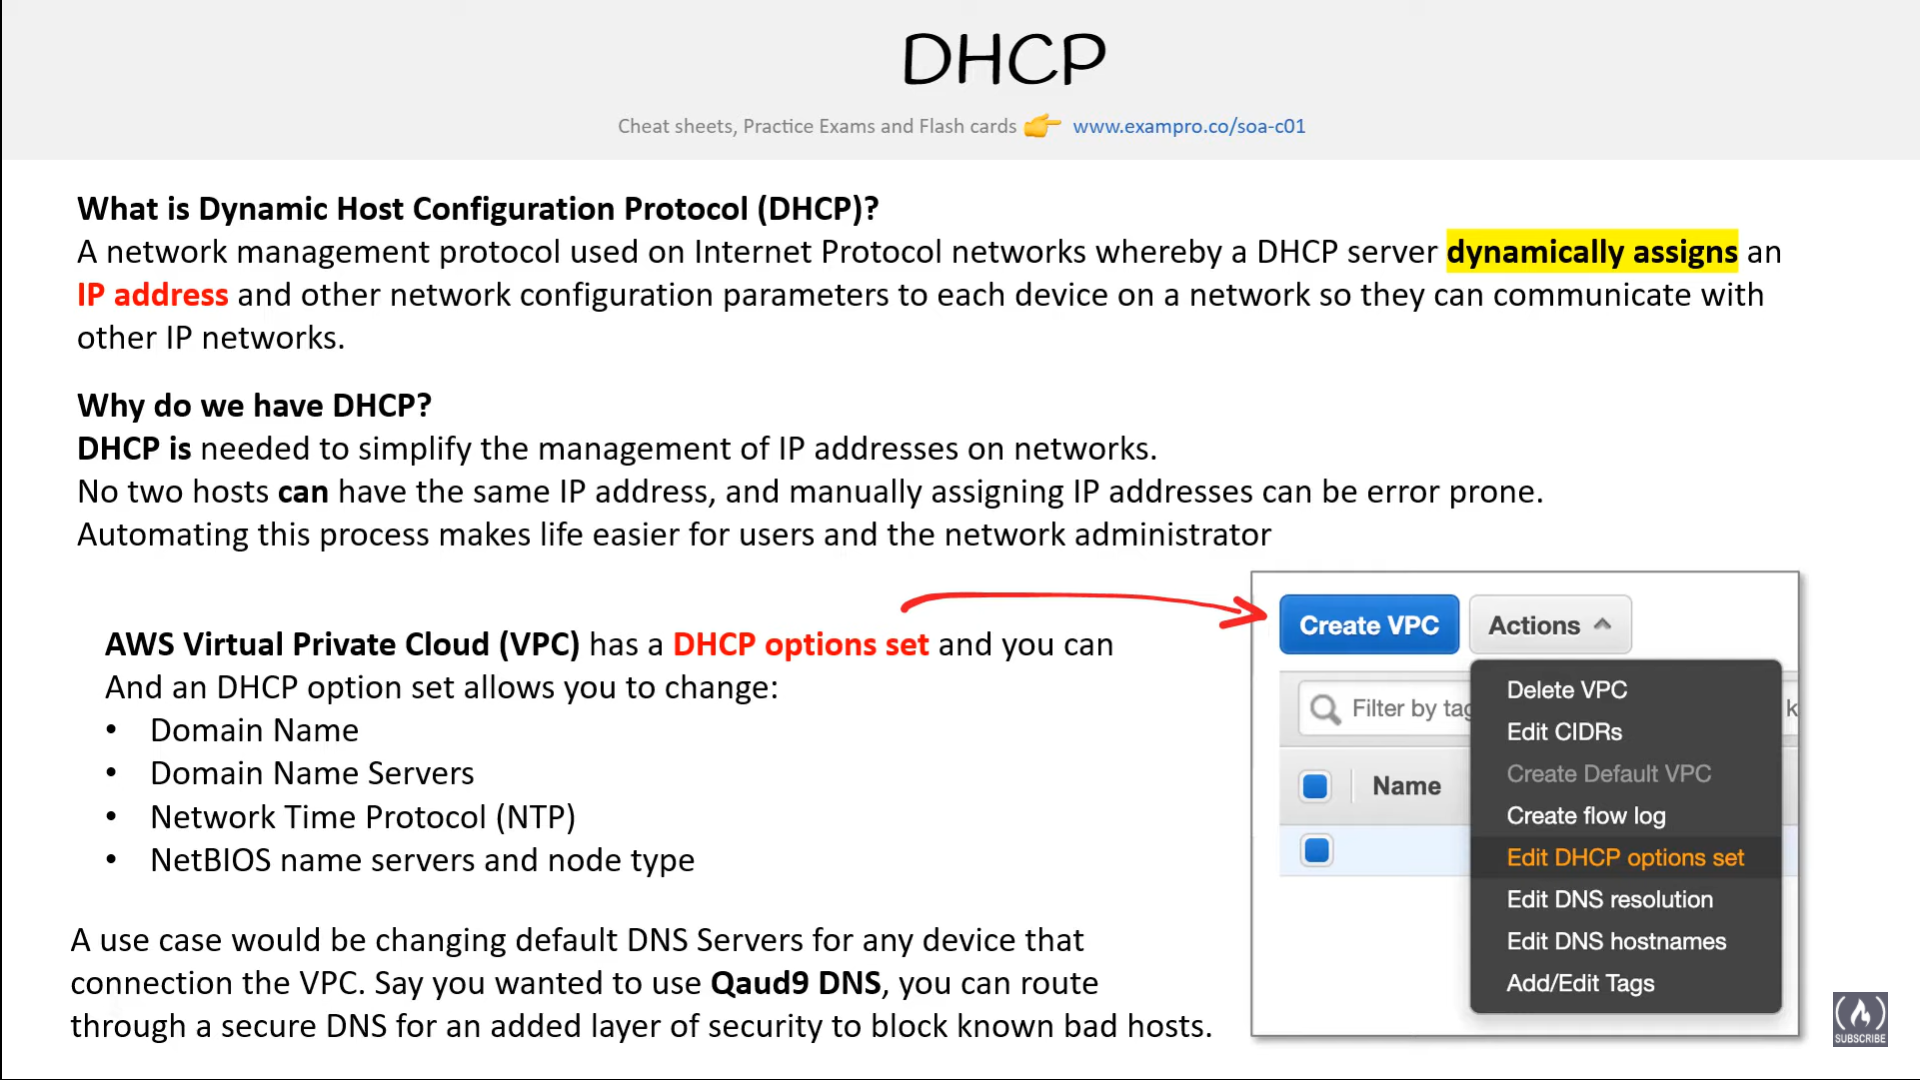 DHCP
Cheat sheets, Practice Exams and Flash cards 👉 www.exampro.co/soa-c01
What is Dynamic Host Configuration Protocol (DHCP)?
A network management protocol used on Internet Protocol networks whereby a DHCP server dynamically assigns an
IP address and other network configuration parameters to each device on a network so they can communicate with
other IP networks.
Why do we have DHCP?
DHCP is needed to simplify the management of IP addresses on networks.
No two hosts can have the same IP address, and manually assigning IP addresses can be error prone.
Automating this process makes life easier for users and the network administrator
AWS Virtual Private Cloud (VPC) has a DHCP options set and you can
And an DHCP option set allows you to change:
• Domain Name
• Domain Name Servers
• Network Time Protocol (NTP)
• NetBIOS name servers and node type
A use case would be changing default DNS Servers for any device that
connection the VPC. Say you wanted to use Qaud9 DNS, you can route
through a secure DNS for an added layer of security to block known bad hosts.
Create VPC
Actions
Filter by tag
k
Name
Delete VPC
Edit CIDRs
Create Default VPC
Create flow log
Edit DHCP options set
Edit DNS resolution
Edit DNS hostnames
Add/Edit Tags
SUBSCRIBE